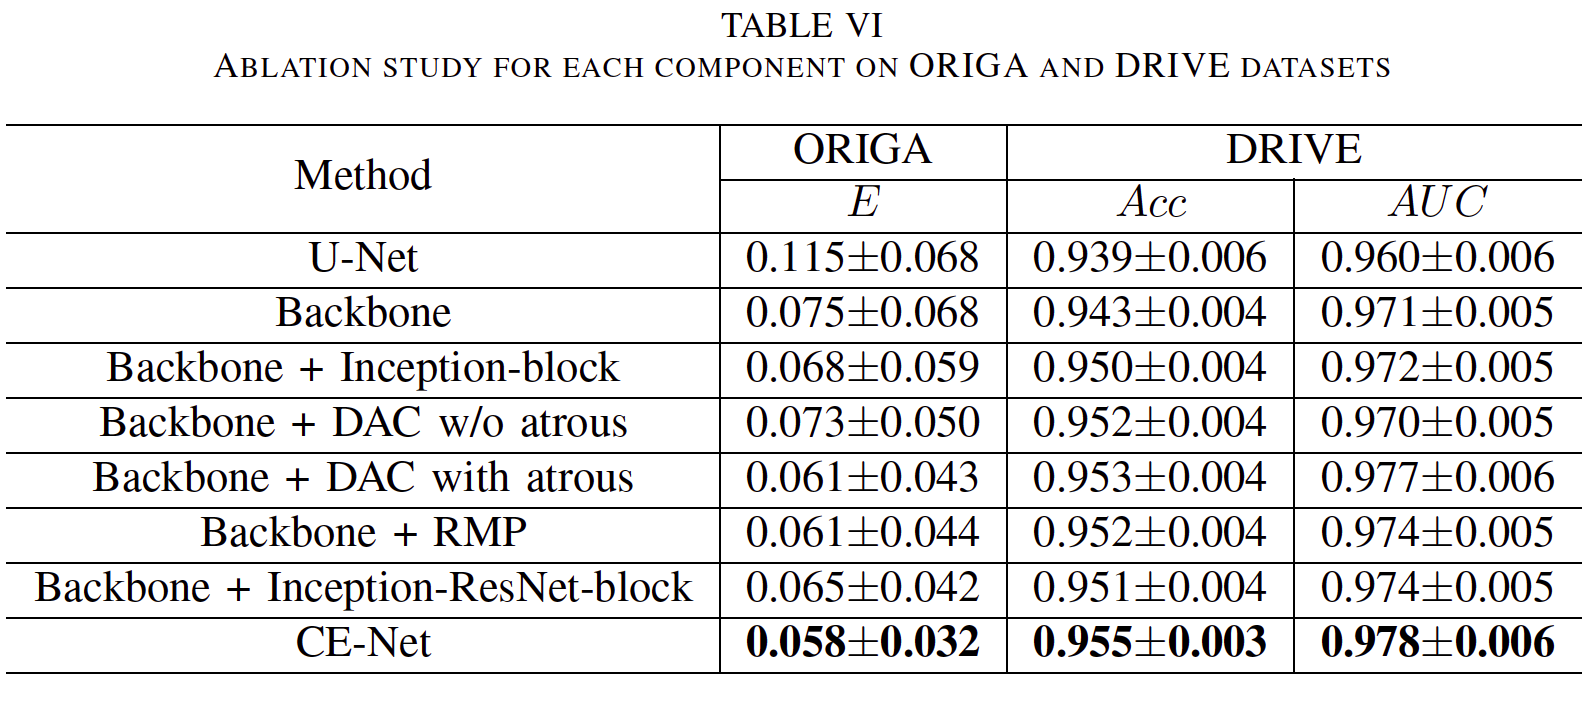 TABLE VI
ABLATION STUDY FOR EACH COMPONENT ON ORIGA AND DRIVE DATASETS
Method ORIGA DRIVE
E Acc AUC
U-Net 0.115±0.068 0.939±0.006 0.960±0.006
Backbone 0.075±0.068 0.943±0.004 0.971±0.005
Backbone + Inception-block 0.068±0.059 0.950±0.004 0.972±0.005
Backbone + DAC w/o atrous 0.073±0.050 0.952±0.004 0.970±0.005
Backbone + DAC with atrous 0.061±0.043 0.953±0.004 0.977±0.006
Backbone + RMP 0.061±0.044 0.952±0.004 0.974±0.005
Backbone + Inception-ResNet-block 0.065±0.042 0.951±0.004 0.974±0.005
CE-Net 0.058±0.032 0.955±0.003 0.978±0.006